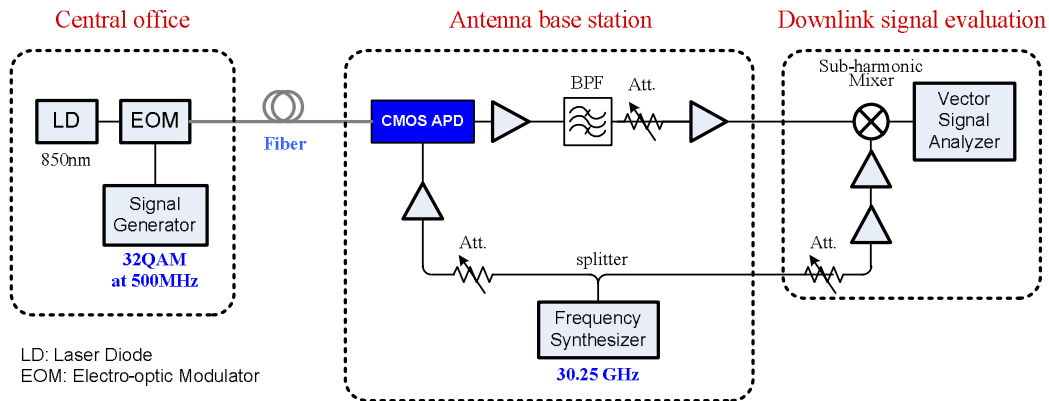 Central office
Antenna base station
Downlink signal evaluation
Sub-harmonic
Mixer
BPF
Att.
LD
EOM
CMOS APD
Vector
Signal
Analyzer
850nm
Fiber
Signal
Generator
32QAM
at 500MHz
Att.
splitter
Att.
Frequency
Synthesizer
30.25 GHz
LD: Laser Diode
EOM: Electro-optic Modulator